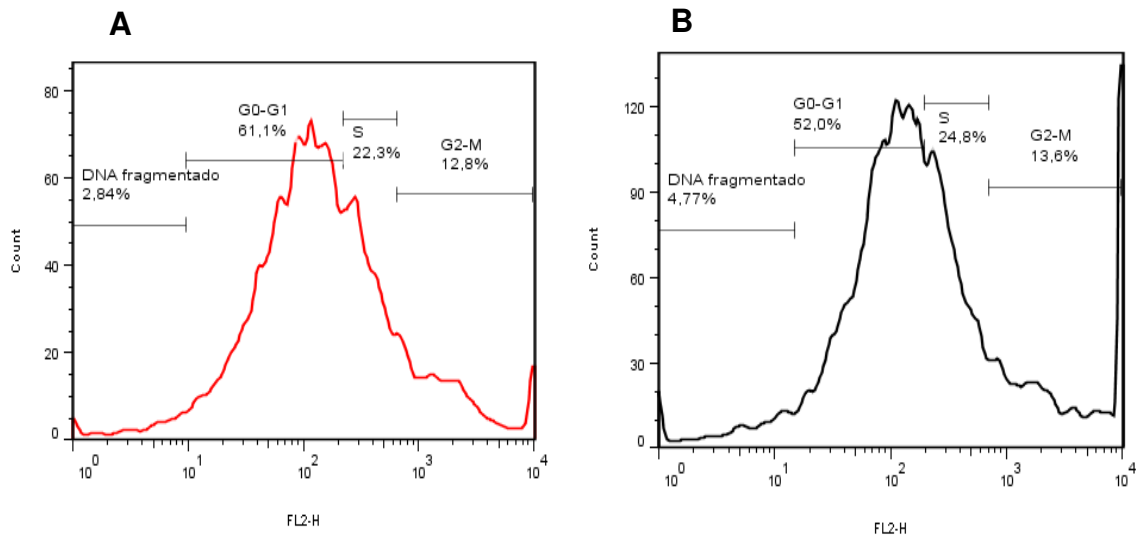 A
80
60
40
20
0
Count
G0-G1
61,1%
S
22,3%
G2-M
12,8%
DNA fragmentado
2,84%
10^0
10^1
10^2
10^3
10^4
FL2-H
B
120
90
60
30
0
Count
G0-G1
52,0%
S
24,8%
G2-M
13,6%
DNA fragmentado
4,77%
10^0
10^1
10^2
10^3
10^4
FL2-H